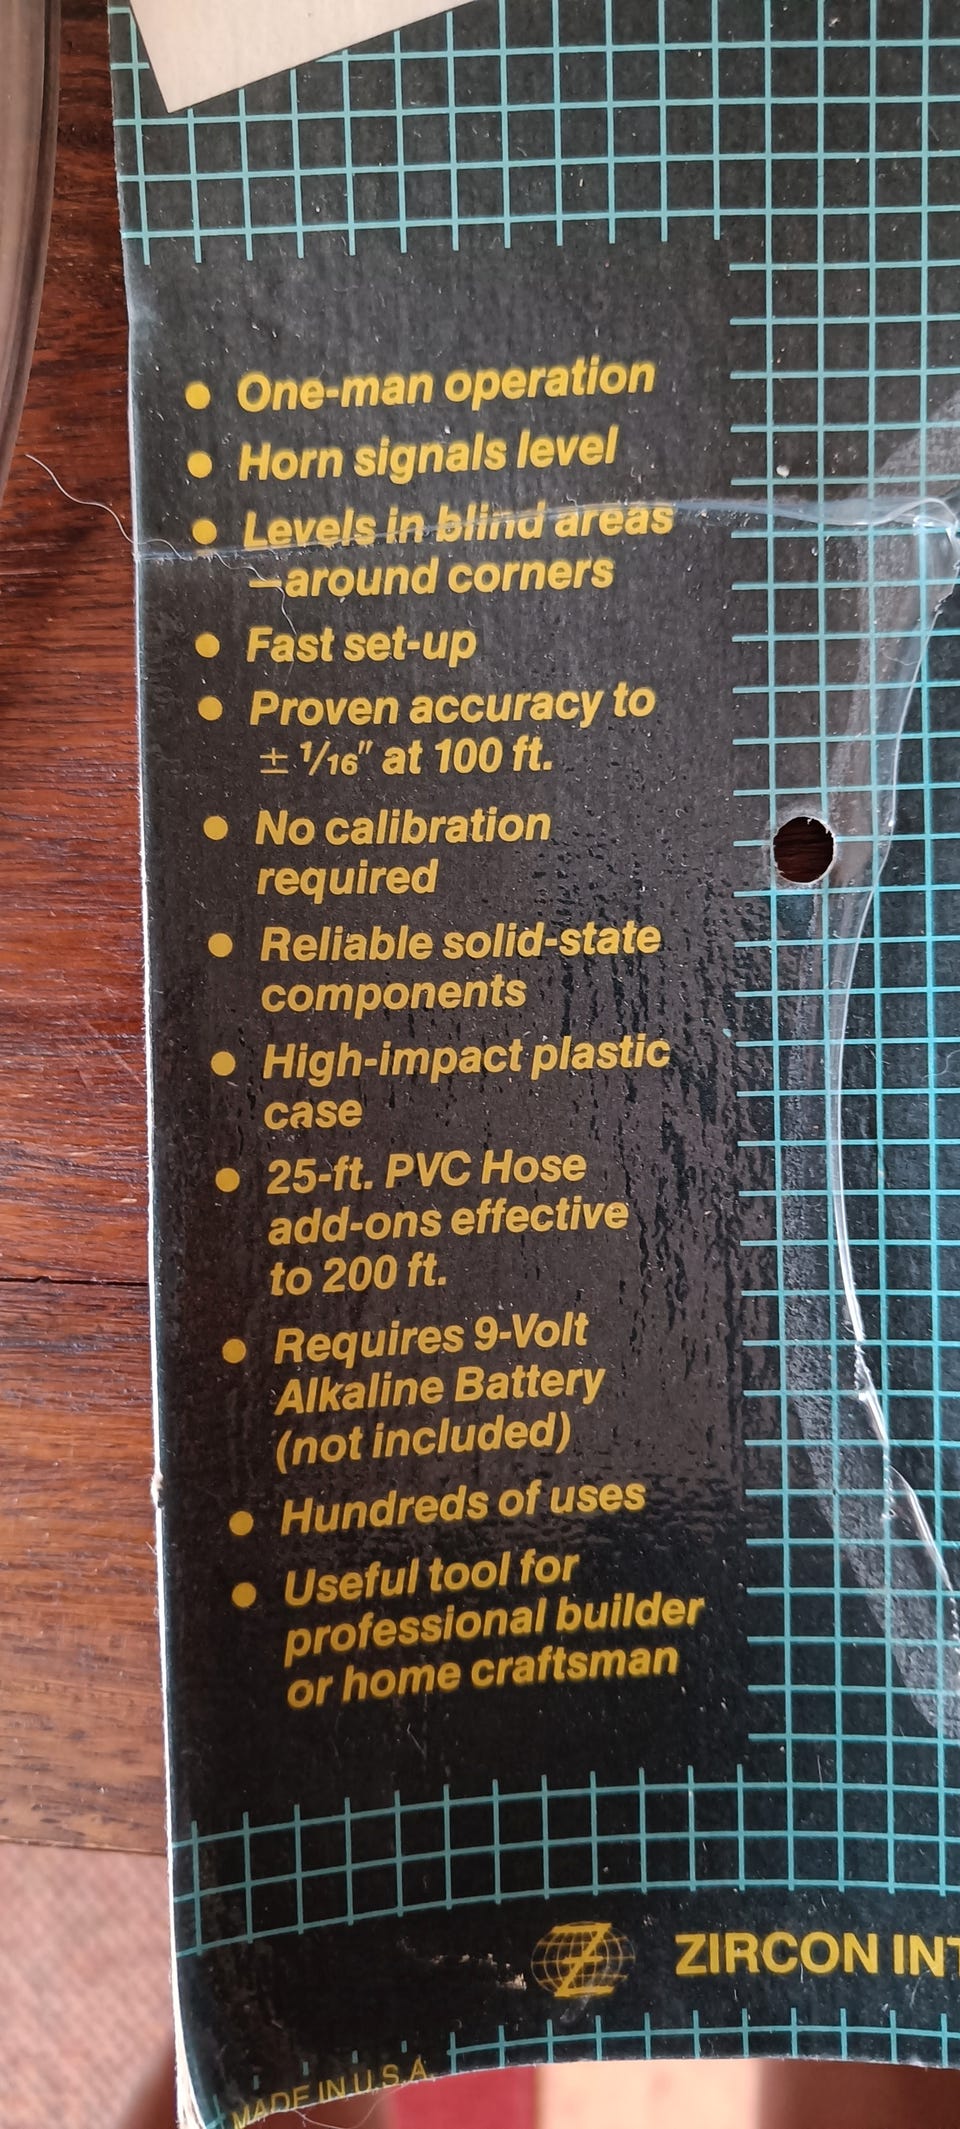 • One-man operation
• Horn signals level
• Levels in blind areas
—around corners
• Fast set-up
• Proven accuracy to
± 1/16" at 100 ft.
• No calibration
required
• Reliable solid-state
components
• High-impact plastic
case
• 25-ft. PVC Hose
add-ons effective
to 200 ft.
• Requires 9-Volt
Alkaline Battery
(not included)
• Hundreds of uses
• Useful tool for
professional builder
or home craftsman
Z ZIRCON INT
MADE IN U.S.A.